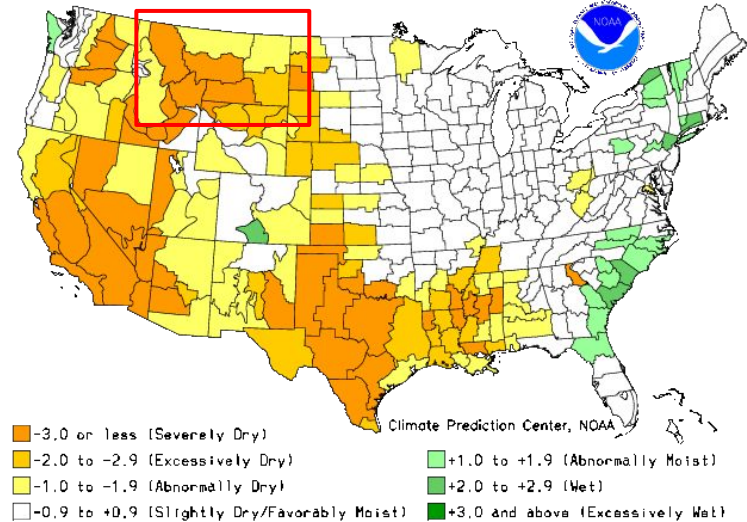 NOAA
Climate Prediction Center, NOAA
-3.0 or less (Severely Dry)
-2.0 to -2.9 (Excessively Dry)
-1.0 to -1.9 (Abnormally Dry)
-0.9 to +0.9 (Slightly Dry/Favorably Moist)
+1.0 to +1.9 (Abnormally Moist)
+2.0 to +2.9 (Wet)
+3.0 and above (Excessively Wet)